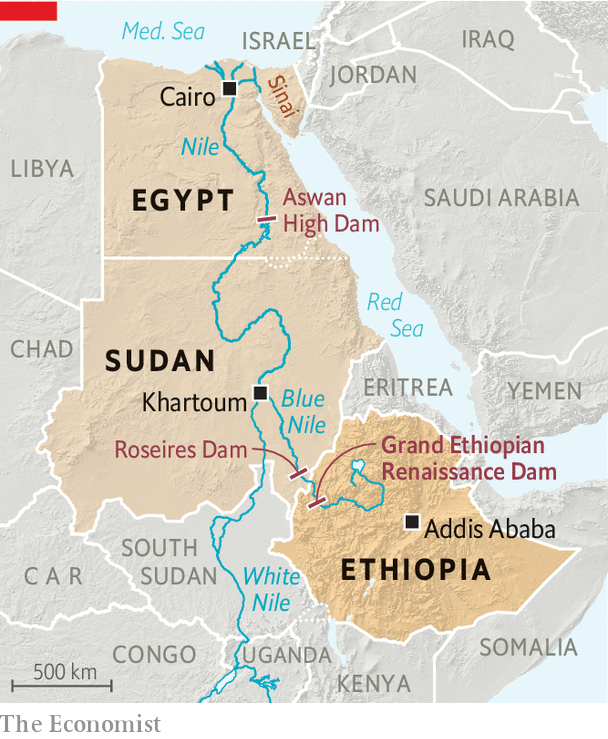 Med. Sea
ISRAEL
IRAQ
JORDAN
Cairo
Sinai
Nile
LIBYA
EGYPT
Aswan
High Dam
SAUDI ARABIA
Red
Sea
CHAD
SUDAN
ERITREA
YEMEN
Khartoum
Blue
Nile
Roseires Dam
Grand Ethiopian
Renaissance Dam
Addis Ababa
SOUTH
SUDAN
CAR
ETHIOPIA
White
Nile
CONGO
UGANDA
SOMALIA
KENYA
500 km
The Economist